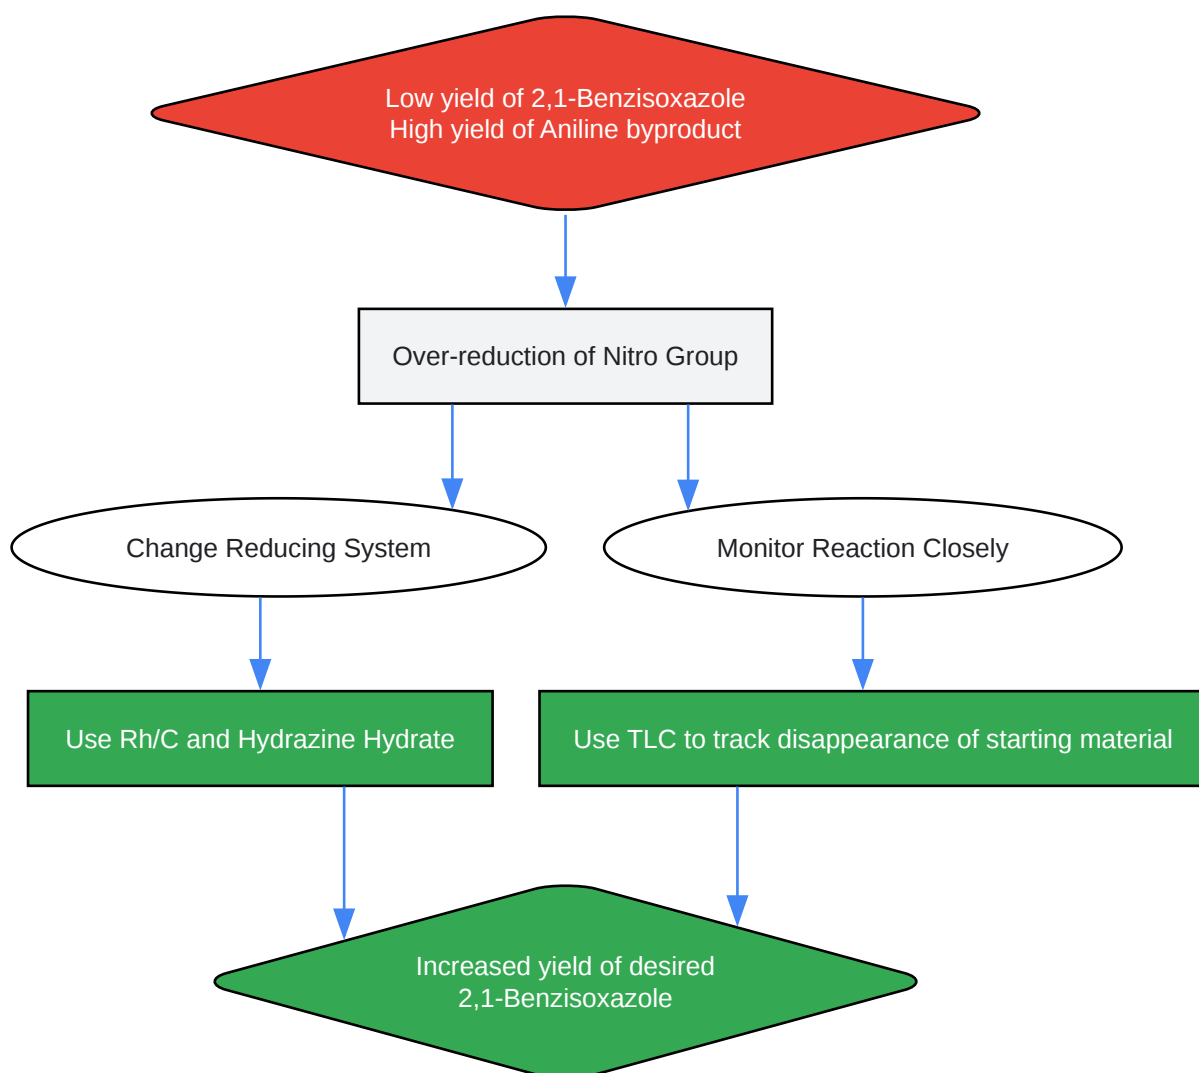 Low yield of 2,1-Benzisoxazole
High yield of Aniline byproduct
Over-reduction of Nitro Group
Change Reducing System
Monitor Reaction Closely
Use Rh/C and Hydrazine Hydrate
Use TLC to track disappearance of starting material
Increased yield of desired
2,1-Benzisoxazole